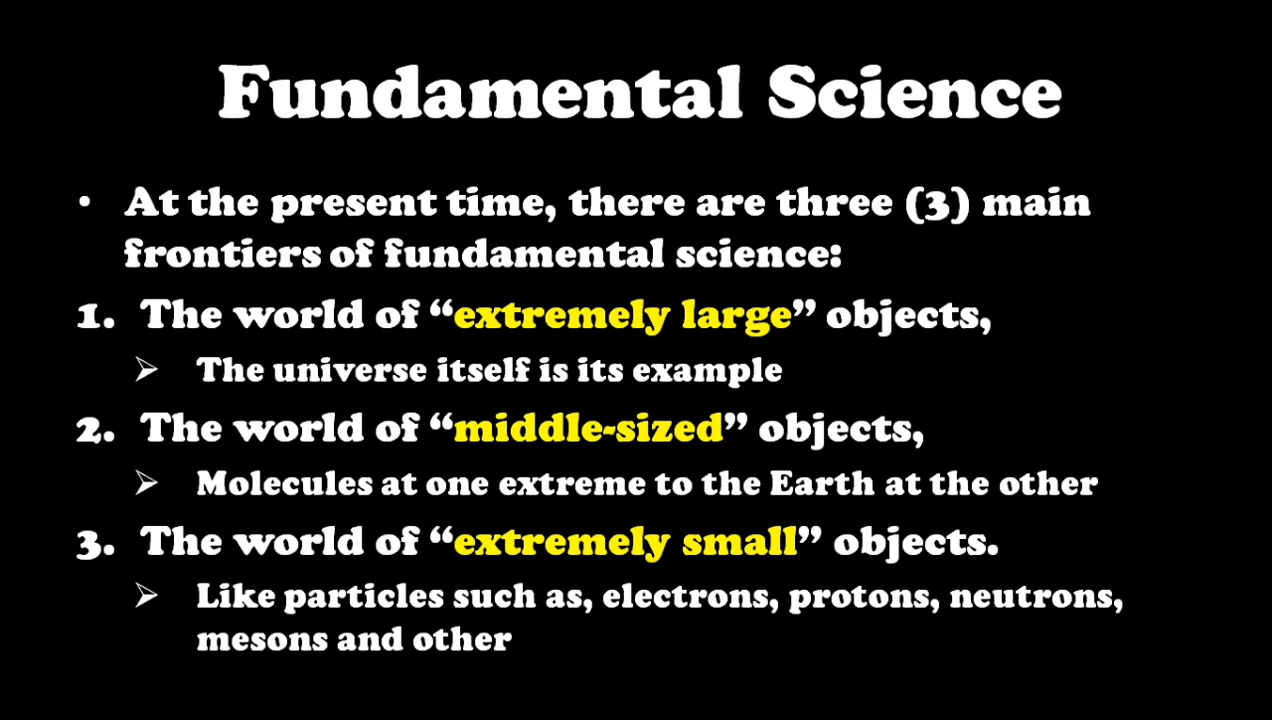 Fundamental Science
• At the present time, there are three (3) main
frontiers of fundamental science:
1. The world of “extremely large” objects,
➢ The universe itself is its example
2. The world of “middle-sized” objects,
➢ Molecules at one extreme to the Earth at the other
3. The world of “extremely small” objects.
➢ Like particles such as, electrons, protons, neutrons,
mesons and other